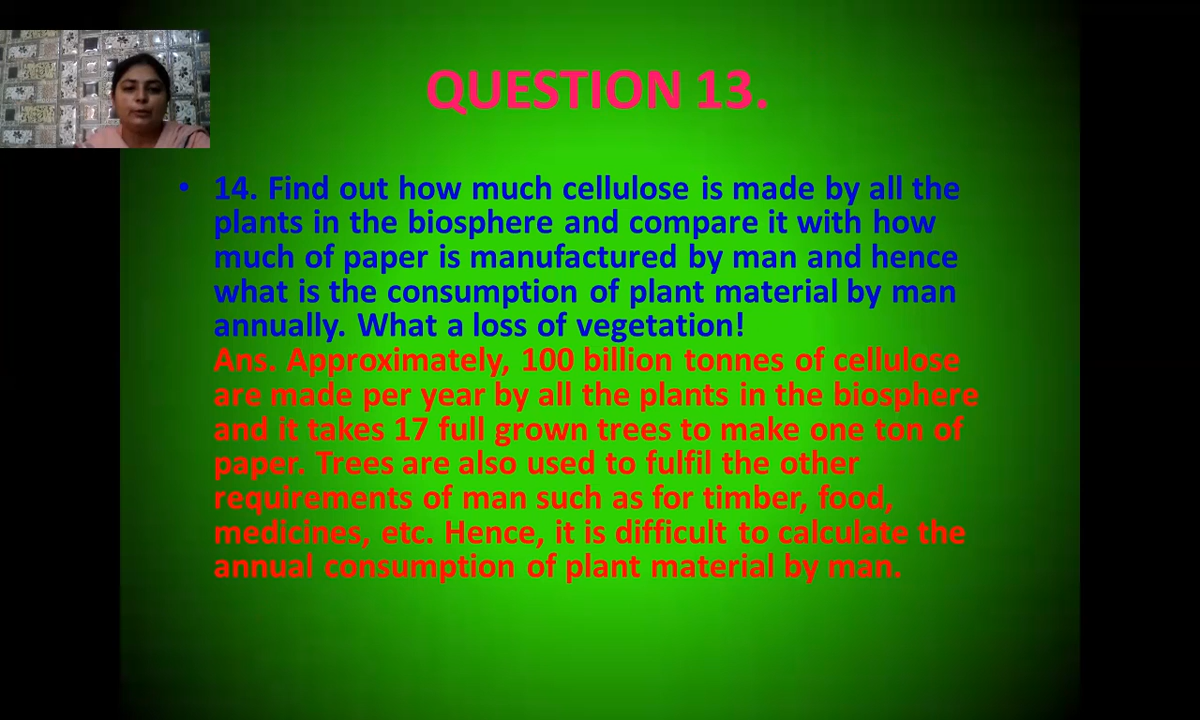 QUESTION 13.
• 14. Find out how much cellulose is made by all the
plants in the biosphere and compare it with how
much of paper is manufactured by man and hence
what is the consumption of plant material by man
annually. What a loss of vegetation!
Ans. Approximately, 100 billion tonnes of cellulose
are made per year by all the plants in the biosphere
and it takes 17 full grown trees to make one ton of
paper. Trees are also used to fulfil the other
requirements of man such as for timber, food,
medicines, etc. Hence, it is difficult to calculate the
annual consumption of plant material by man.